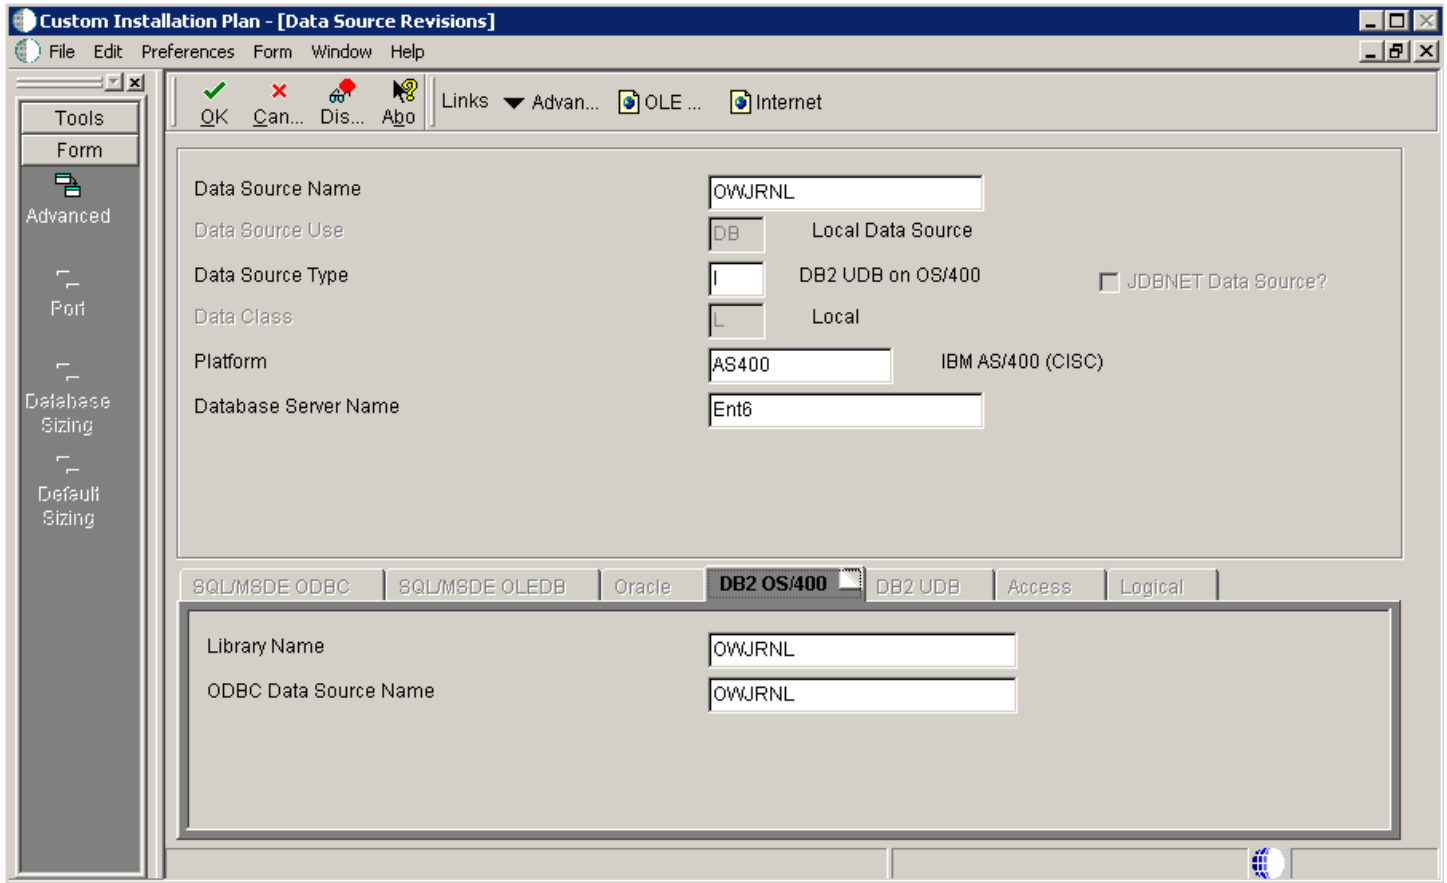 Custom Installation Plan - [Data Source Revisions]
File Edit Preferences Form Window Help
Tools
Form
Advanced
Port
Database
Sizing
Default
Sizing
OK Can... Dis... Abo Links Advan... OLE ... Internet
Data Source Name OWJRNL
Data Source Use DB Local Data Source
Data Source Type I DB2 UDB on OS/400 JDBNET Data Source?
Data Class L Local
Platform AS400 IBM AS/400 (CISC)
Database Server Name Ent6
SQL/MSDE ODBC SQL/MSDE OLEDB Oracle DB2 OS/400 DB2 UDB Access Logical
Library Name OWJRNL
ODBC Data Source Name OWJRNL